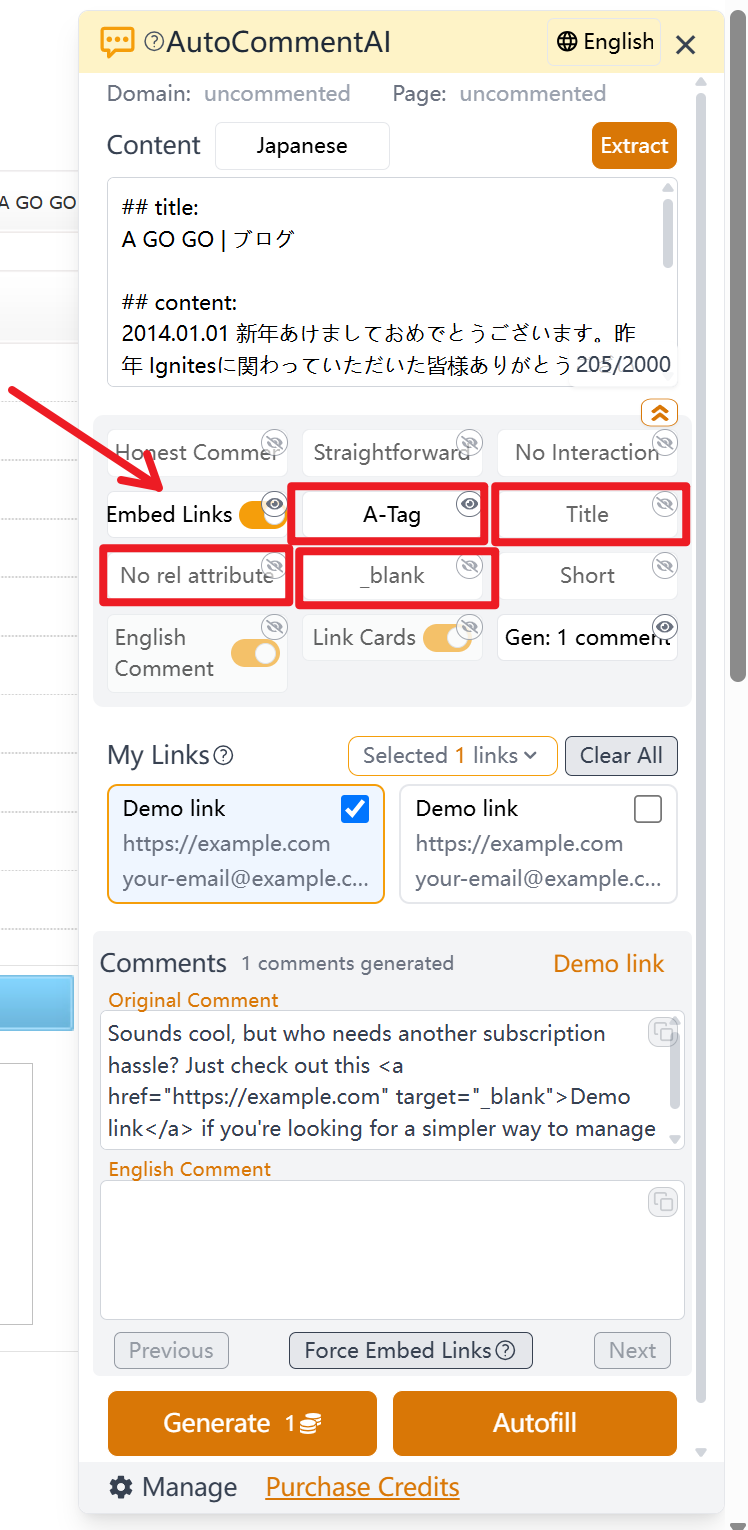 AutoCommentAI English
Domain: uncommented Page: uncommented
Content Japanese Extract
A GO GO
## title:
A GO GO | ブログ
## content:
2014.01.01 新年あけましておめでとうございます。昨
年 Ignitesに関わっていただいた皆様ありがとう
205/2000
Honest Commer Straightforward No Interaction
Embed Links A-Tag Title
No rel attribute _blank Short
English
Comment
Link Cards
Gen: 1 comment
My Links Selected 1 links Clear All
Demo link
https://example.com
your-email@example.c...
Demo link
https://example.com
your-email@example.c...
Comments 1 comments generated Demo link
Original Comment
Sounds cool, but who needs another subscription
hassle? Just check out this <a
href="https://example.com" target="_blank">Demo
link</a> if you're looking for a simpler way to manage
English Comment
Previous Force Embed Links Next
Generate 1 Autofill
Manage Purchase Credits